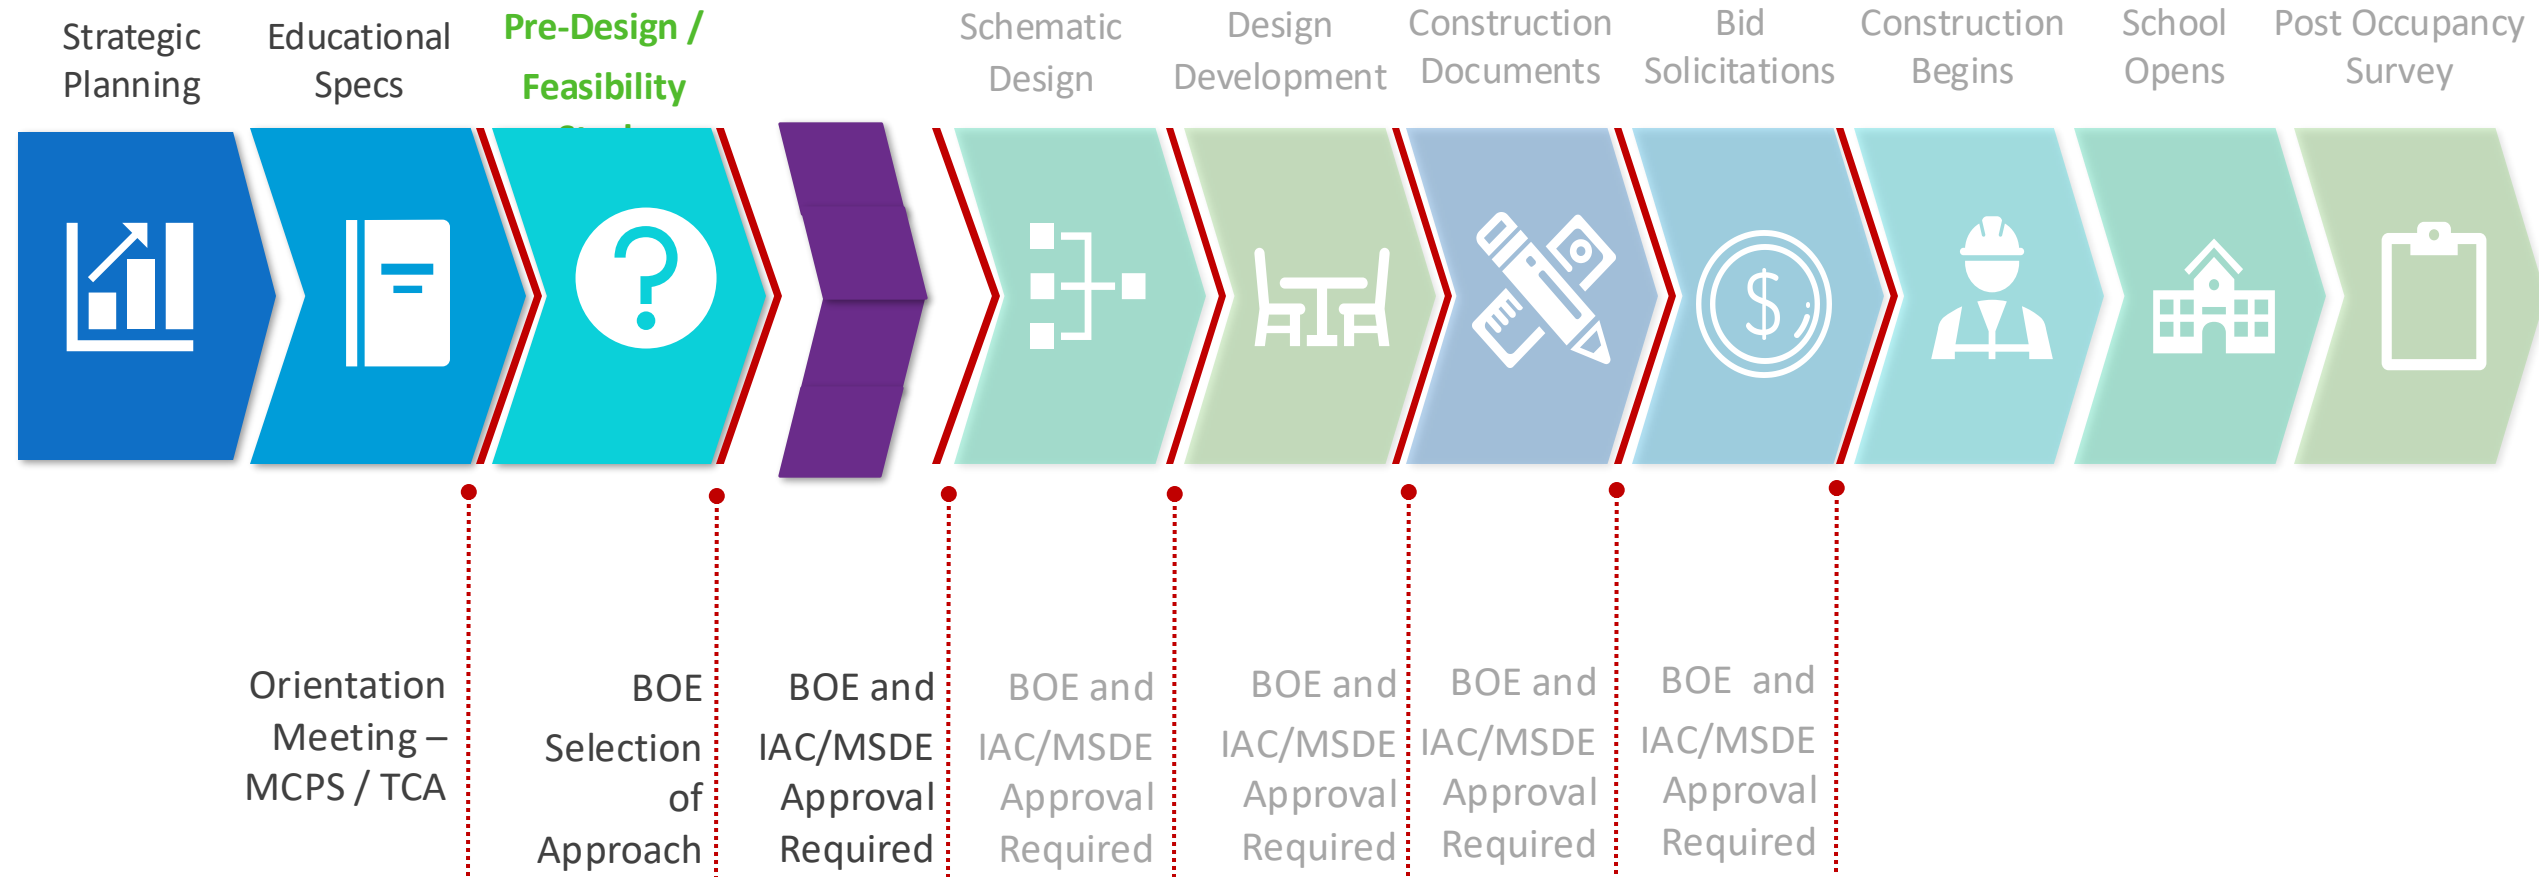 Strategic
Planning
Educational
Specs
Pre-Design /
Feasibility
Schematic
Design
Design
Development
Construction
Documents
Bid
Solicitations
Construction
Begins
School
Opens
Post Occupancy
Survey
$
Orientation
Meeting –
MCPS / TCA
BOE
Selection
of
Approach
BOE and
IAC/MSDE
Approval
Required
BOE and
IAC/MSDE
Approval
Required
BOE and
IAC/MSDE
Approval
Required
BOE and
IAC/MSDE
Approval
Required
BOE and
IAC/MSDE
Approval
Required